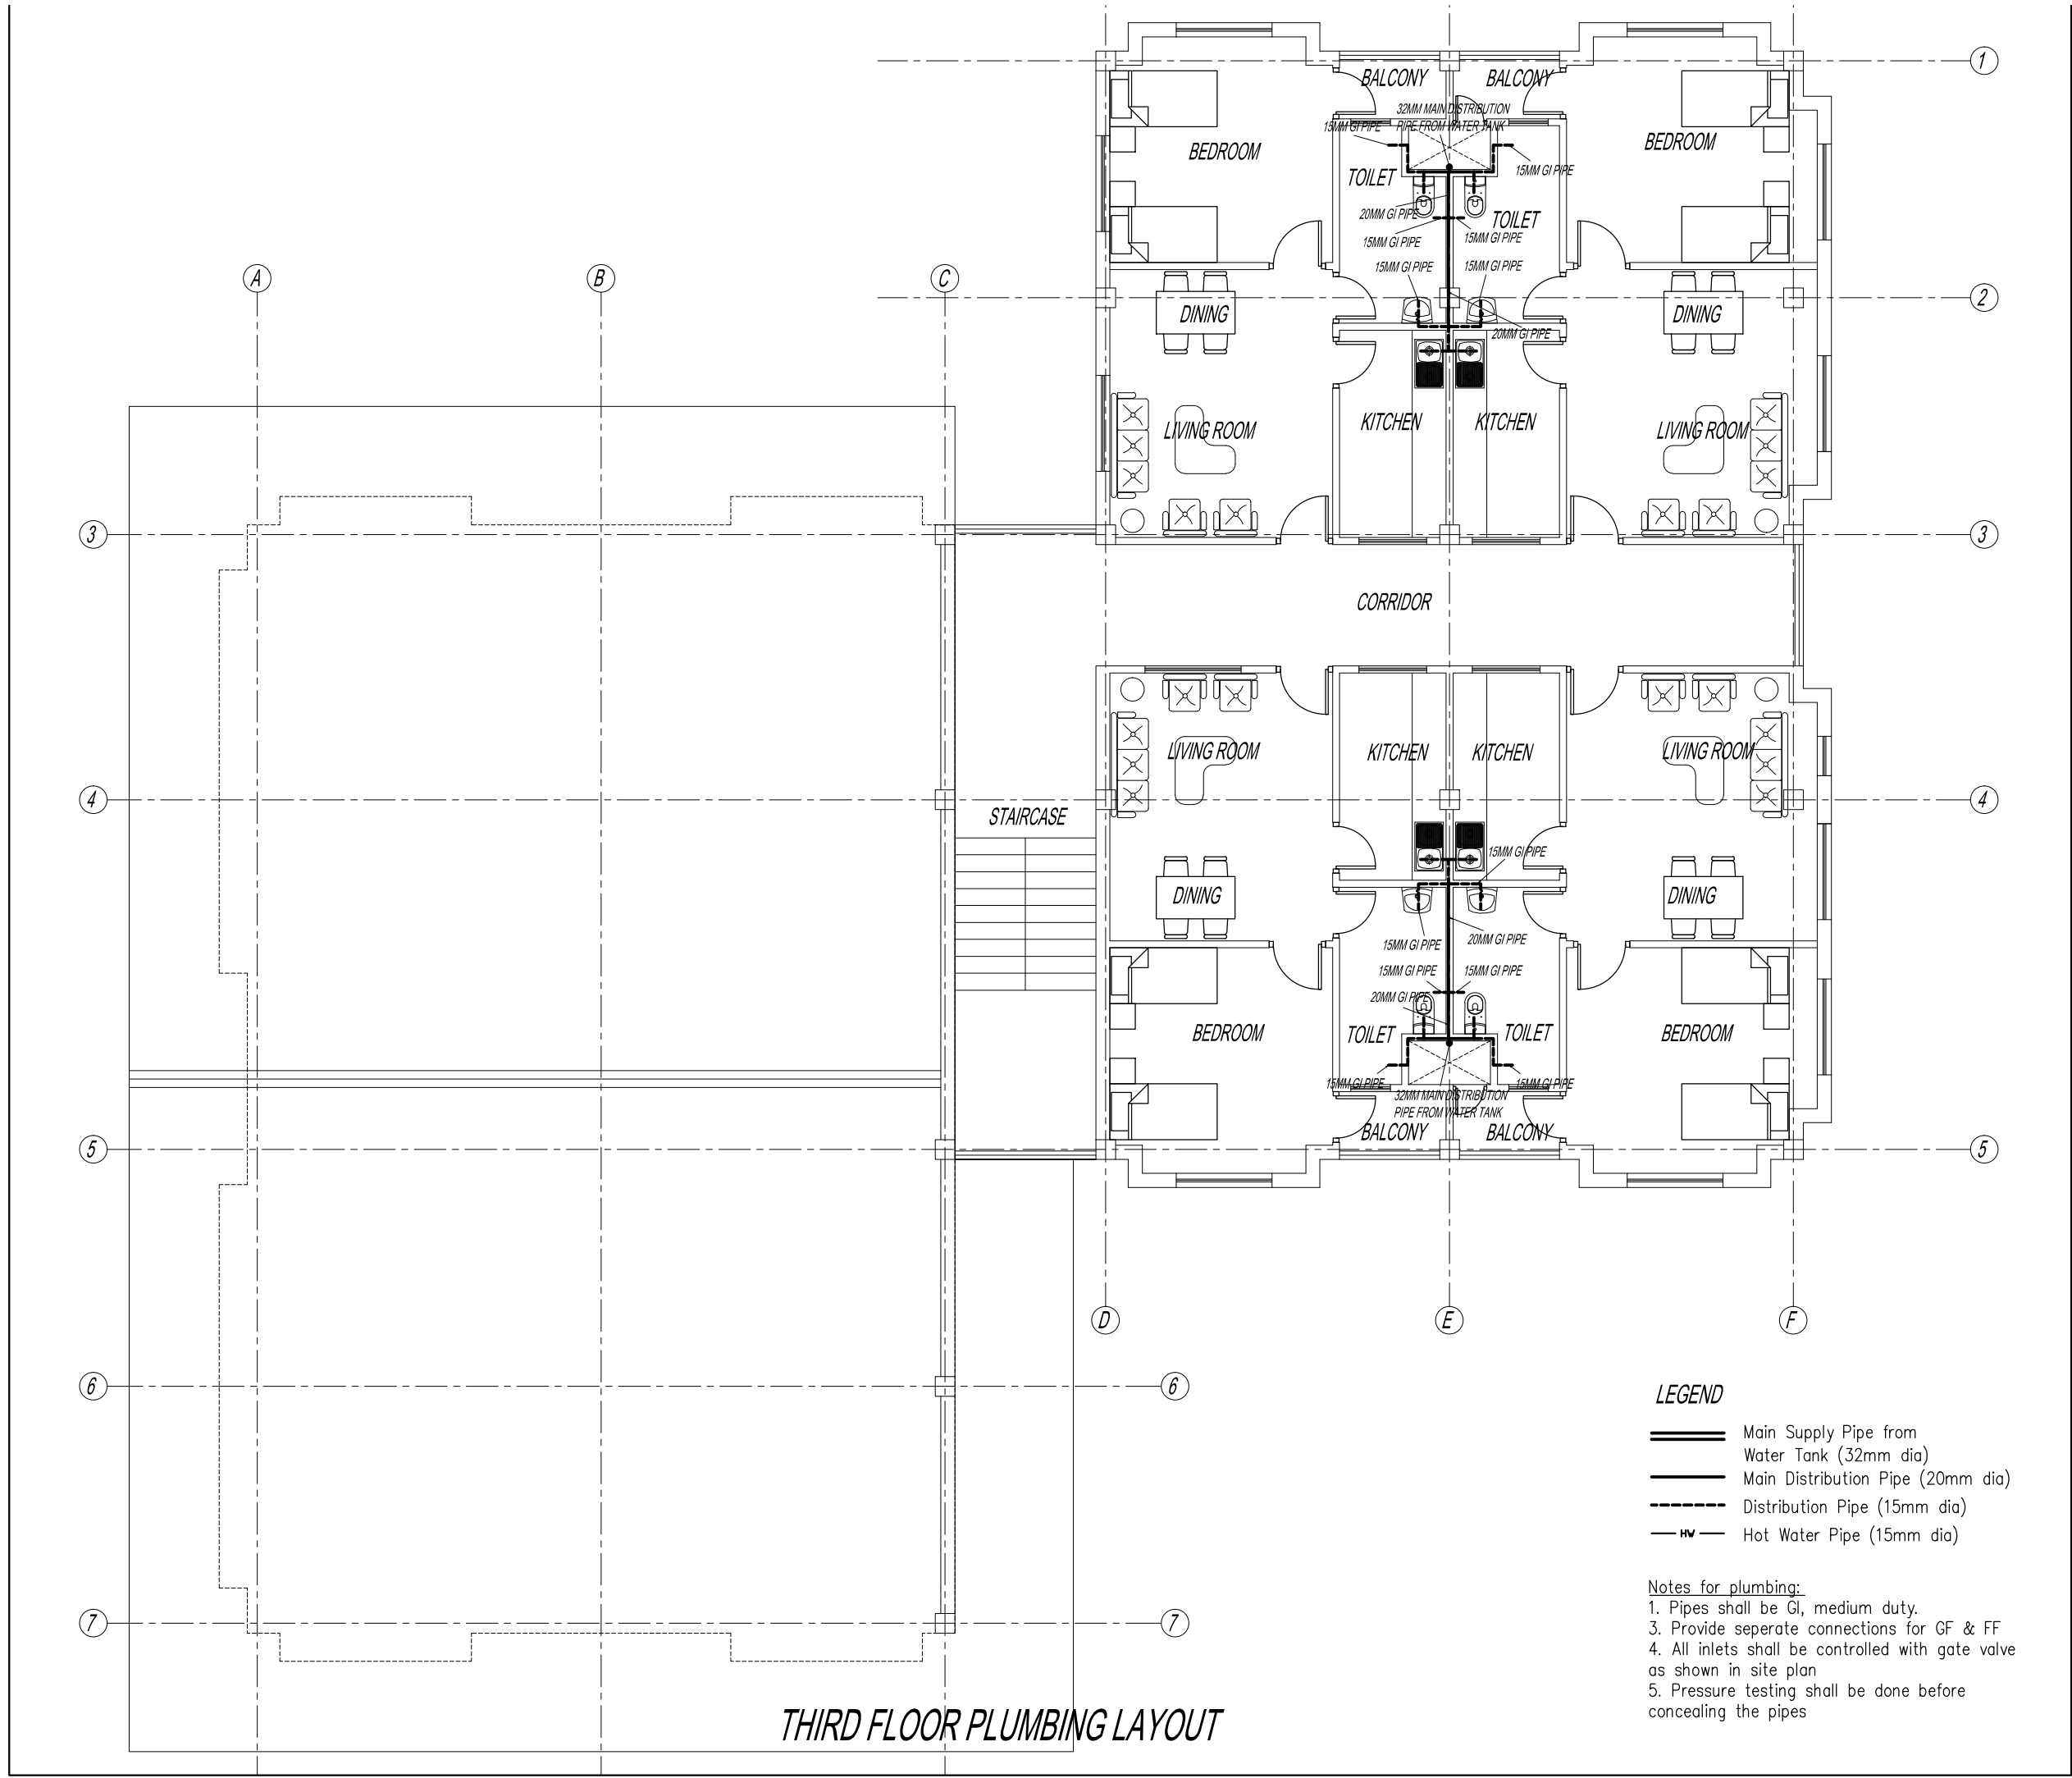 1
BALCONY
BALCONY
32MM MAIN DISTRIBUTION
PIPE FROM WATER TANK
15MM GI PIPE
BEDROOM
BEDROOM
15MM GI PIPE
TOILET
20MM GI PIPE
TOILET
15MM GI PIPE
15MM GI PIPE
15MM GI PIPE
15MM GI PIPE
A
B
C
2
DINING
DINING
20MM GI PIPE
KITCHEN
KITCHEN
LIVING ROOM
LIVING ROOM
3
3
CORRIDOR
LIVING ROOM
KITCHEN
KITCHEN
LIVING ROOM
4
4
STAIRCASE
15MM GI PIPE
DINING
DINING
15MM GI PIPE
20MM GI PIPE
15MM GI PIPE
15MM GI PIPE
20MM GI PIPE
BEDROOM
TOILET
TOILET
BEDROOM
15MM GI PIPE
15MM GI PIPE
32MM MAIN DISTRIBUTION
PIPE FROM WATER TANK
BALCONY
BALCONY
5
5
D
E
F
6
6
LEGEND
Main Supply Pipe from
Water Tank (32mm dia)
Main Distribution Pipe (20mm dia)
Distribution Pipe (15mm dia)
HW
Hot Water Pipe (15mm dia)
Notes for plumbing:
1. Pipes shall be GI, medium duty.
3. Provide seperate connections for GF & FF
4. All inlets shall be controlled with gate valve
as shown in site plan
5. Pressure testing shall be done before
concealing the pipes
7
7
THIRD FLOOR PLUMBING LAYOUT